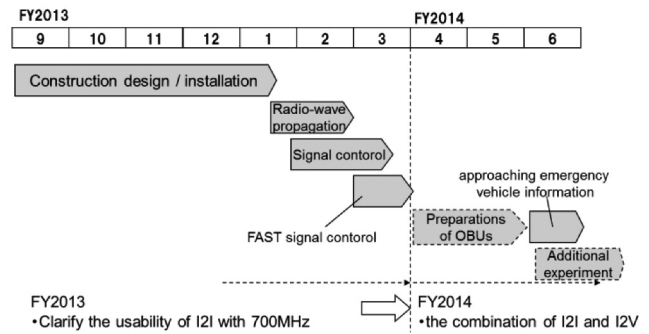 FY2013
FY2014
9 10 11 12 1 2 3 4 5 6
Construction design / installation
Radio-wave
propagation
Signal contorol
FAST signal contorol
approaching emergency
vehicle information
Preparations
of OBUs
Additional
experiment
FY2013
•Clarify the usability of I2I with 700MHz
FY2014
•the combination of I2I and I2V